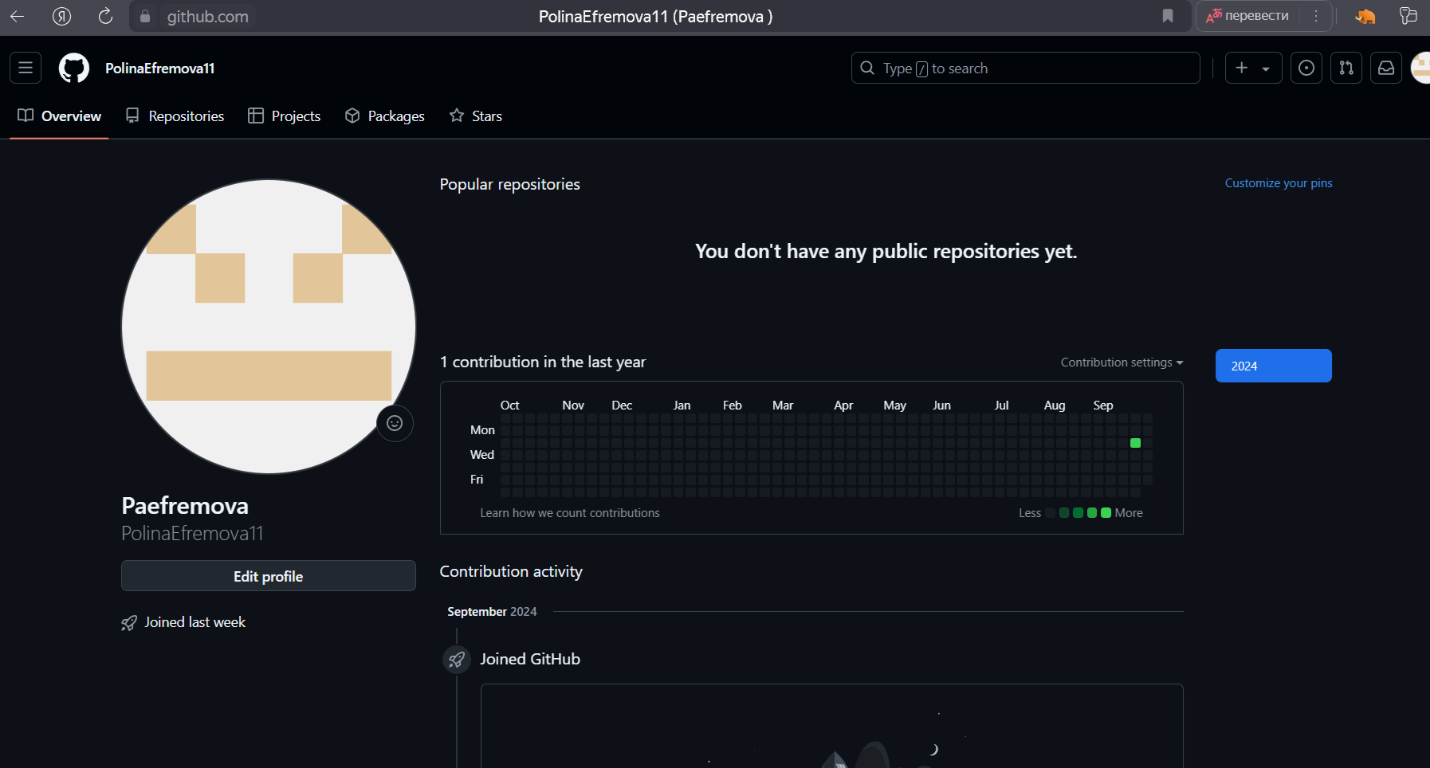 github.com
PolinaEfremova11 (Paefremova )
перевести
PolinaEfremova11
Type / to search
Overview
Repositories
Projects
Packages
Stars
Popular repositories
Customize your pins
You don't have any public repositories yet.
1 contribution in the last year
Contribution settings
2024
Oct Nov Dec Jan Feb Mar Apr May Jun Jul Aug Sep
Mon
Wed
Fri
Learn how we count contributions
Less
More
Paefremova
PolinaEfremova11
Edit profile
Joined last week
Contribution activity
September 2024
Joined GitHub